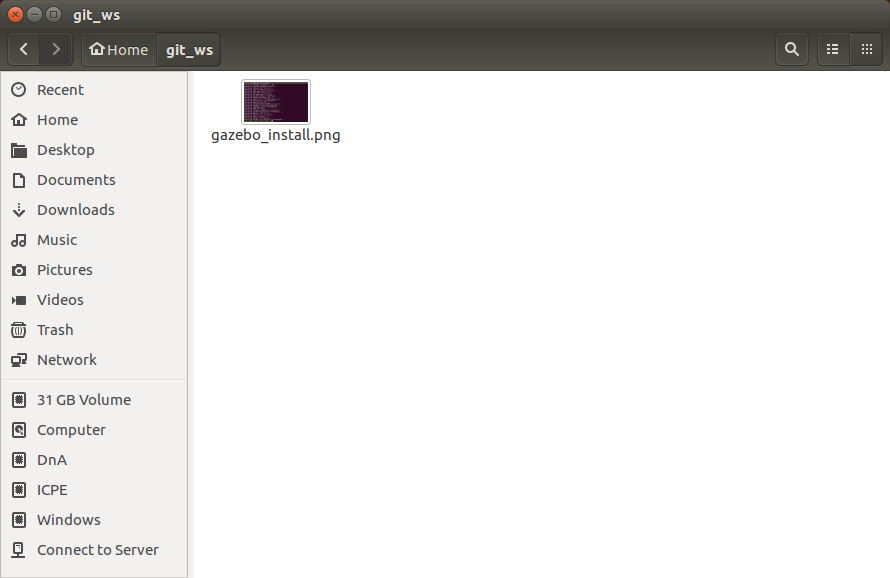 git_ws
Home git_ws
Recent
Home
Desktop
Documents
Downloads
Music
Pictures
Videos
Trash
Network
31 GB Volume
Computer
DnA
ICPE
Windows
Connect to Server
gazebo_install.png